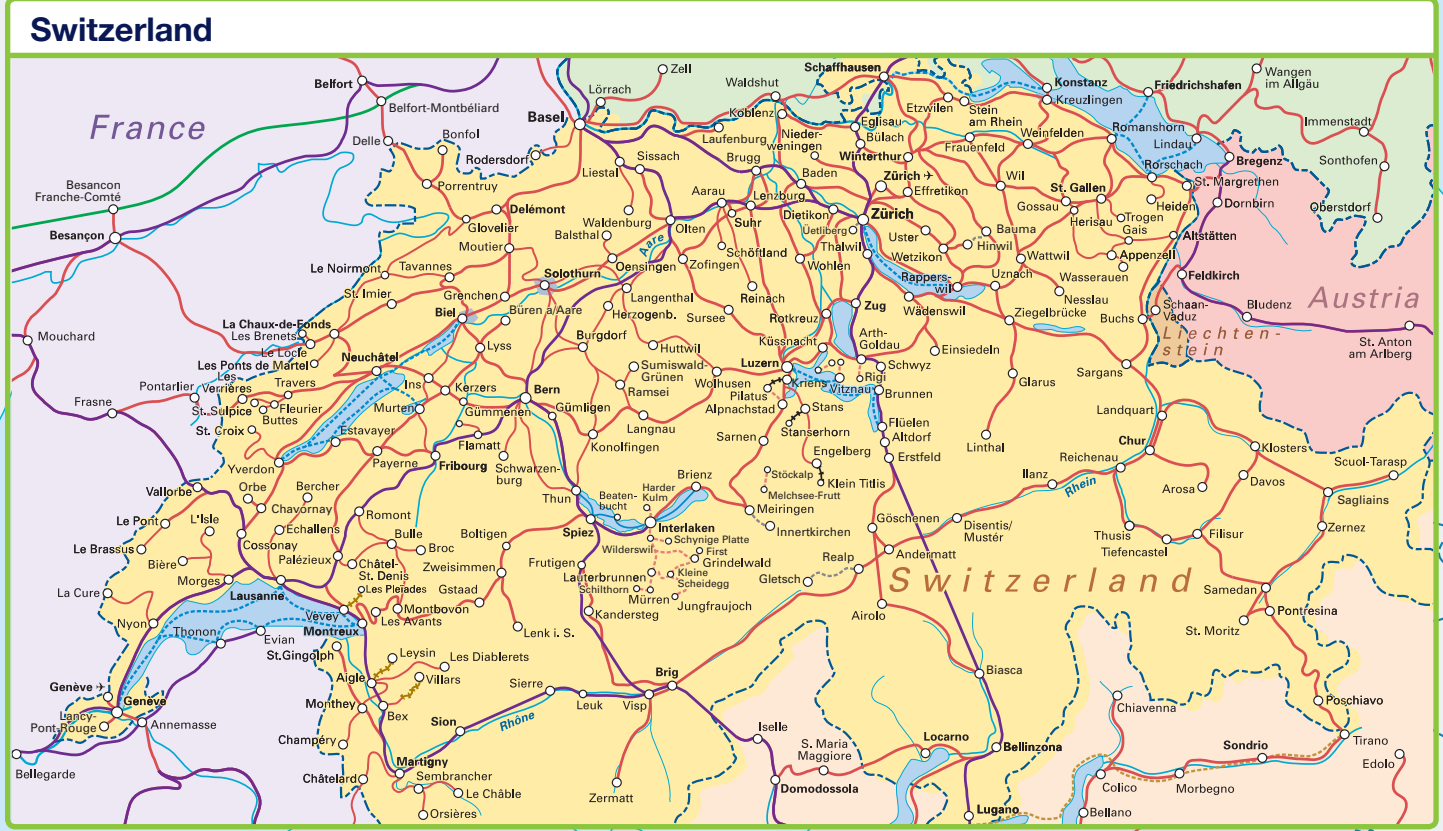 Switzerland
Schaffhausen
Zell
Waldshut
Konstanz
Friedrichshafen
Wangen
im Allgäu
Belfort
Lörrach
Koblenz
Etzwilen
Stein
am Rhein
Kreuzlingen
Belfort-Montbéliard
France
Basel
Eglisau
Bülach
Romanshorn
Immenstadt
Delle
Bonfol
Laufenburg
Nieder-
weningen
Weinfelden
Lindau
Rodersdorf
Sissach
Brugg
Winterthur
Frauenfeld
Rorschach
Bregenz
Sonthofen
Liestal
Baden
Zürich
Effretikon
Wil
St. Gallen
St. Margrethen
Besancon
Franche-Comté
Porrentruy
Aarau
Lenzburg
Dietikon
Zürich
Gossau
Heiden
Dornbirn
Oberstdorf
Delémont
Waldenburg
Suhr
Üetliberg
Herisau
Trogen
Gais
Glovelier
Balsthal
Olten
Uster
Bauma
Altstätten
Besançon
Moutier
Aare
Schöftland
Thalwil
Hinwil
Wetzikon
Wattwil
Appenzell
Le Noirmont
Tavannes
Oensingen
Zofingen
Wohlen
Wasserauen
Feldkirch
Solothurn
Rappers-
wil
Uznach
St. Imier
Grenchen
Langenthal
Reinach
Nesslau
Austria
Biel
Büren a/Aare
Herzogenb.
Sursee
Rotkreuz
Zug
Wädenswil
Ziegelbrücke
Buchs
Schaan-
Vaduz
Bludenz
La Chaux-de-Fonds
Les Brenets
Mouchard
Burgdorf
Arth-
Goldau
Liechten-
stein
St. Anton
am Arlberg
Le Locle
Les Ponts de Martel
Neuchâtel
Lyss
Huttwil
Küssnacht
Einsiedeln
Luzern
Schwyz
Sargans
Pontarlier
Les
Verrières
Travers
Ins
Kerzers
Bern
Sumiswald-
Grünen
Ramsei
Wolhusen
Kriens
Vitznau
Rigi
Brunnen
Glarus
Pilatus
Alpnachstad
Stans
Frasne
St. Sulpice
Fleurier
Buttes
Murten
Gümmenen
Gümligen
Landquart
St. Croix
Estavayer
Langnau
Stanserhorn
Flüelen
Altdorf
Sarnen
Linthal
Chur
Klosters
Yverdon
Payerne
Flamatt
Fribourg
Konolfingen
Engelberg
Erstfeld
Reichenau
Schwarzen-
burg
Stöckalp
Klein Titlis
Ilanz
Rhein
Arosa
Davos
Scuol-Tarasp
Vallorbe
Orbe
Bercher
Chavornay
Thun
Beaten-
bucht
Harder
Kulm
Brienz
Melchsee-Frutt
Meiringen
Sagliains
Le Pont
L'Isle
Echallens
Romont
Spiez
Interlaken
Innertkirchen
Göschenen
Disentis/
Mustér
Thusis
Tiefencastel
Filisur
Zernez
Le Brassus
Cossonay
Bulle
Broc
Boltigen
Wilderswil
Schynige Platte
First
Grindelwald
Andermatt
Bière
Palézieux
Châtel-
St. Denis
Zweisimmen
Frutigen
Realp
Gletsch
Switzerland
Morges
Les Pleiades
Lauterbrunnen
Schilthorn
Kleine
Scheidegg
Samedan
La Cure
Lausanne
Gstaad
Mürren
Jungfraujoch
Airolo
Pontresina
Vevey
Montbovon
Kandersteg
St. Moritz
Nyon
Thonon
Evian
Montreux
Les Avants
Lenk i. S.
St.Gingolph
Leysin
Les Diablerets
Brig
Biasca
Genève
Aigle
Villars
Sierre
Genève
Monthey
Bex
Leuk
Visp
Chiavenna
Poschiavo
Lancy-
Pont-Rouge
Annemasse
Sion
Rhône
Iselle
Champéry
S. Maria
Maggiore
Locarno
Bellinzona
Sondrio
Tirano
Martigny
Edolo
Bellegarde
Châtelard
Sembrancher
Le Châble
Zermatt
Domodossola
Colico
Morbegno
Orsières
Lugano
Bellano